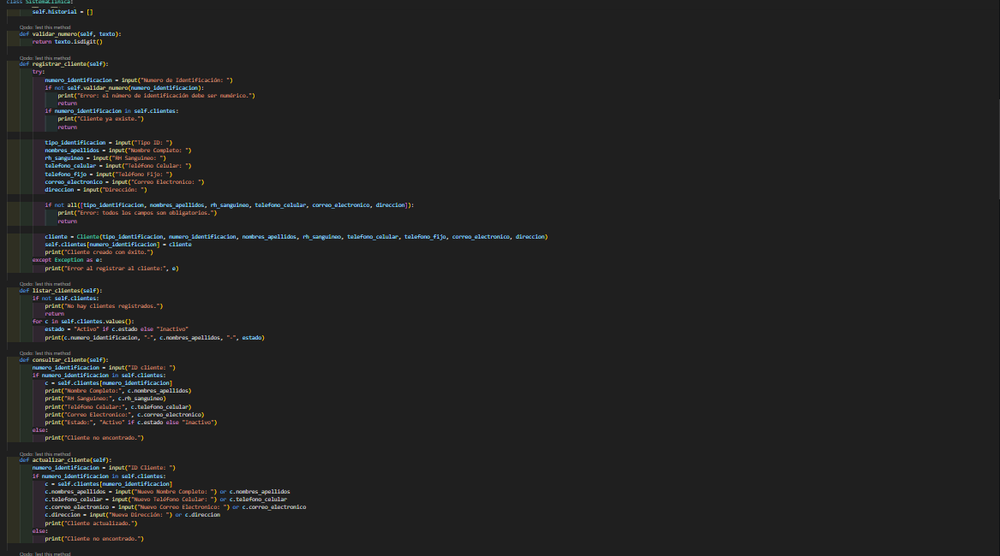 class SistemaClinica:
self.historial = []
Qodo: Test this method
def validar_numero(self, texto):
return texto.isdigit()
Qodo: Test this method
def registrar_cliente(self):
try:
numero_identificacion = input("Numero de Identificación: ")
if not self.validar_numero(numero_identificacion):
print("Error: el número de identificación debe ser numérico.")
return
if numero_identificacion in self.clientes:
print("Cliente ya existe.")
return
tipo_identificacion = input("Tipo ID: ")
nombres_apellidos = input("Nombre Completo: ")
rh_sanguineo = input("RH Sanguineo: ")
telefono_celular = input("Teléfono Celular: ")
telefono_fijo = input("Teléfono Fijo: ")
correo_electronico = input("Correo Electronico: ")
direccion = input("Dirección: ")
if not all([tipo_identificacion, nombres_apellidos, rh_sanguineo, telefono_celular, correo_electronico, direccion]):
print("Error: todos los campos son obligatorios.")
return
cliente = Cliente(tipo_identificacion, numero_identificacion, nombres_apellidos, rh_sanguineo, telefono_celular, telefono_fijo, correo_electronico, direccion)
self.clientes[numero_identificacion] = cliente
print("Cliente creado con éxito.")
except Exception as e:
print("Error al registrar al cliente:", e)
Qodo: Test this method
def listar_clientes(self):
if not self.clientes:
print("No hay clientes registrados.")
return
for c in self.clientes.values():
estado = "Activo" if c.estado else "Inactivo"
print(c.numero_identificacion, "-", c.nombres_apellidos, "-", estado)
Qodo: Test this method
def consultar_cliente(self):
numero_identificacion = input("ID cliente: ")
if numero_identificacion in self.clientes:
c = self.clientes[numero_identificacion]
print("Nombre Completo:", c.nombres_apellidos)
print("RH Sanguineo:", c.rh_sanguineo)
print("Teléfono Celular:", c.telefono_celular)
print("Correo Electronico:", c.correo_electronico)
print("Estado:", "Activo" if c.estado else "Inactivo")
else:
print("Cliente no encontrado.")
Qodo: Test this method
def actualizar_cliente(self):
numero_identificacion = input("ID Cliente: ")
if numero_identificacion in self.clientes:
c = self.clientes[numero_identificacion]
c.nombres_apellidos = input("Nuevo Nombre Completo: ") or c.nombres_apellidos
c.telefono_celular = input("Nuevo Teléfono Celular: ") or c.telefono_celular
c.correo_electronico = input("Nuevo Correo Electronico: ") or c.correo_electronico
c.direccion = input("Nueva Dirección: ") or c.direccion
print("Cliente actualizado.")
else:
print("Cliente no encontrado.")
Qodo: Test this method